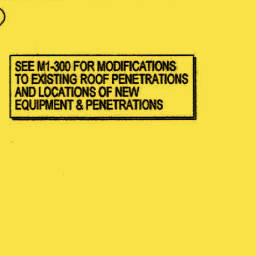 SEE M1-300 FOR MODIFICATIONS
TO EXISTING ROOF PENETRATIONS
AND LOCATIONS OF NEW
EQUIPMENT & PENETRATIONS